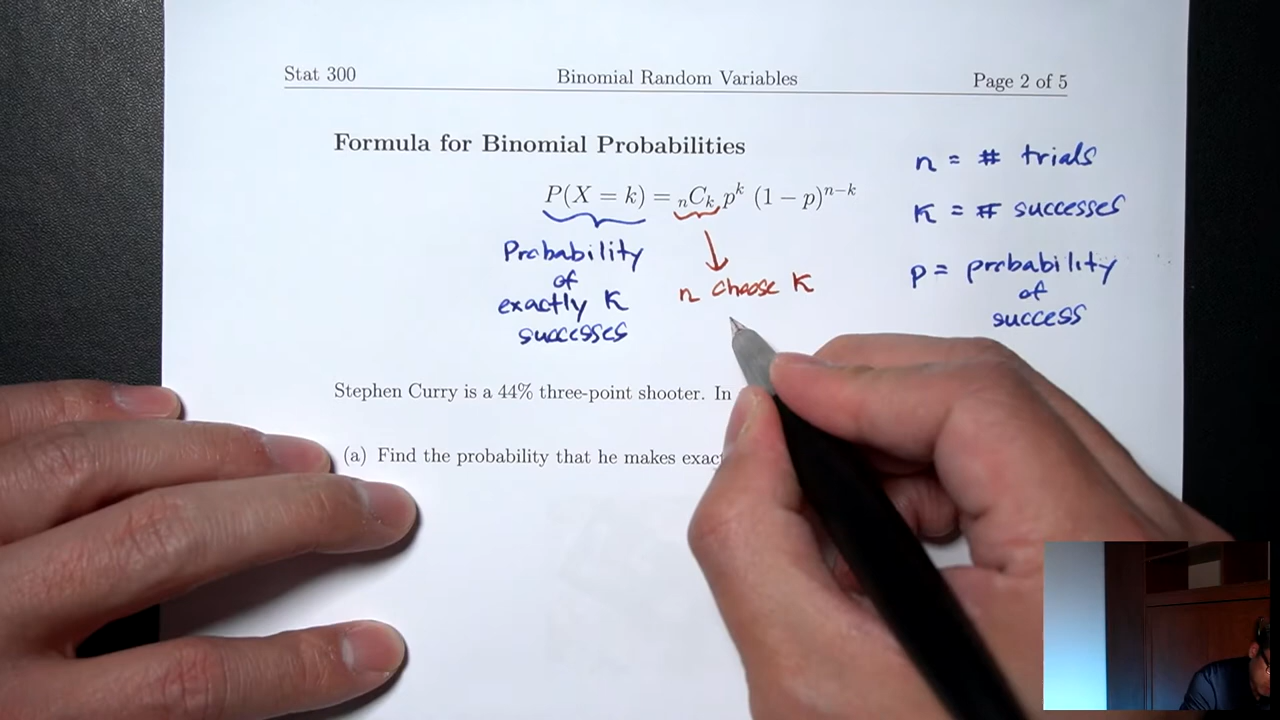 Stat 300 Binomial Random Variables Page 2 of 5
Formula for Binomial Probabilities
P(X = k) = nCk p^k (1 − p)^{n−k}
Probability
of
exactly K
successes
n choose K
n = # trials
K = # successes
p = probability
of
success
Stephen Curry is a 44% three-point shooter. In
(a) Find the probability that he makes